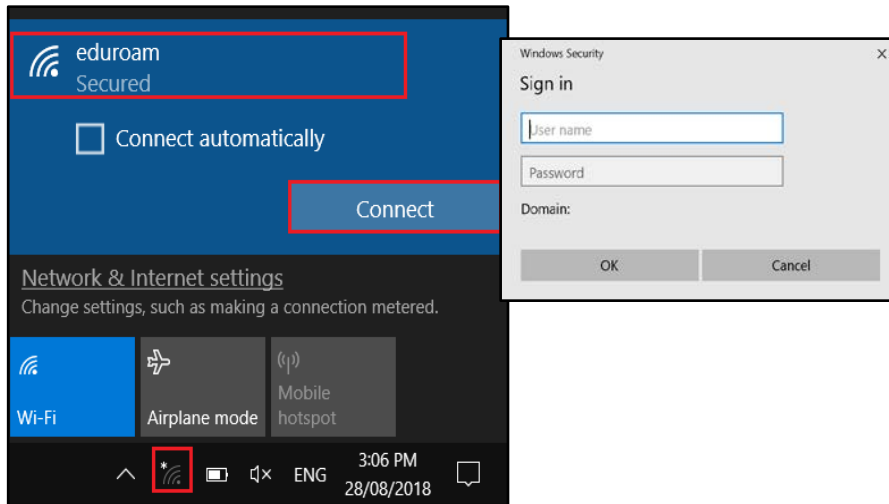 eduroam
Secured
Connect automatically
Connect
Network & Internet settings
Change settings, such as making a connection metered.
Wi-Fi
Airplane mode
Mobile
hotspot
ENG
3:06 PM
28/08/2018
Windows Security
X
Sign in
User name
Password
Domain:
OK
Cancel